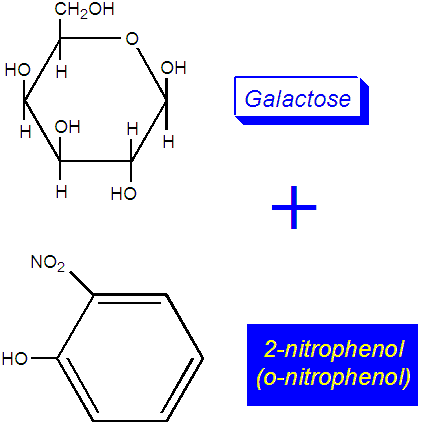 CH2OH
O
HO
H
OH
Galactose
OH
H
H
H
H
HO
+
NO2
HO
2-nitrophenol
(o-nitrophenol)